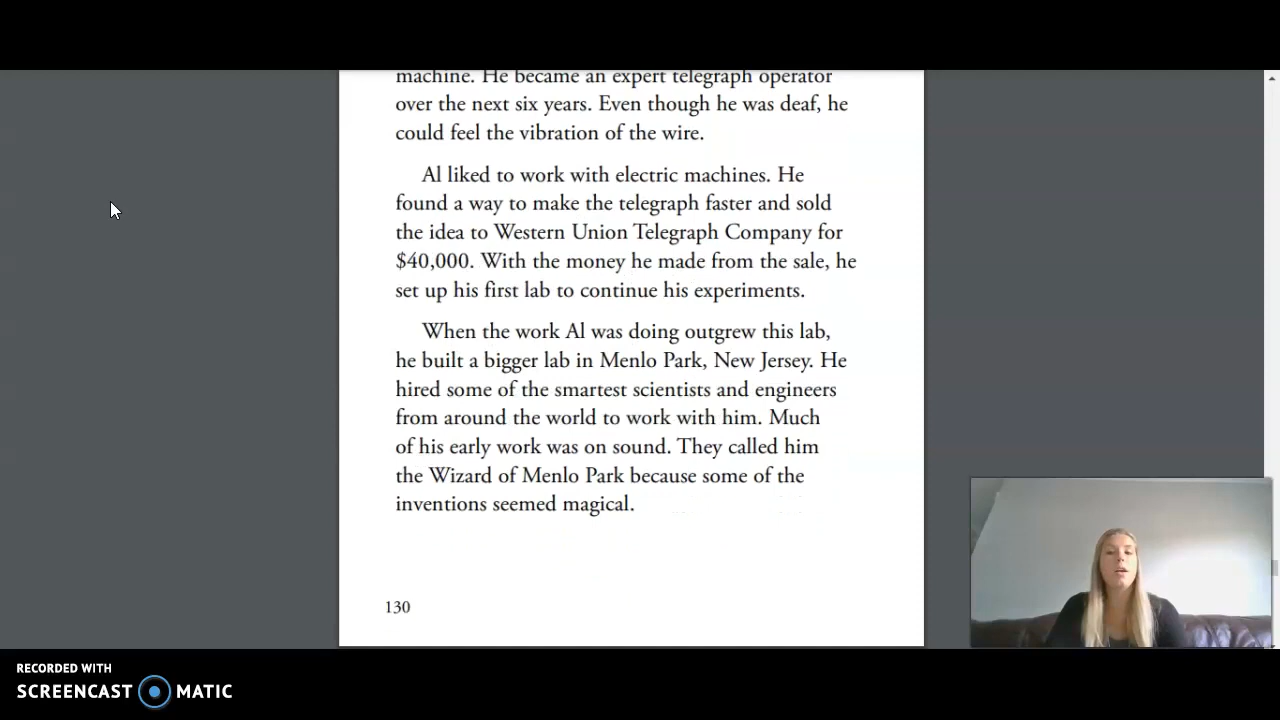 machine. He became an expert telegraph operator
over the next six years. Even though he was deaf, he
could feel the vibration of the wire.
Al liked to work with electric machines. He
found a way to make the telegraph faster and sold
the idea to Western Union Telegraph Company for
$40,000. With the money he made from the sale, he
set up his first lab to continue his experiments.
When the work Al was doing outgrew this lab,
he built a bigger lab in Menlo Park, New Jersey. He
hired some of the smartest scientists and engineers
from around the world to work with him. Much
of his early work was on sound. They called him
the Wizard of Menlo Park because some of the
inventions seemed magical.
130
RECORDED WITH
SCREENCAST MATIC